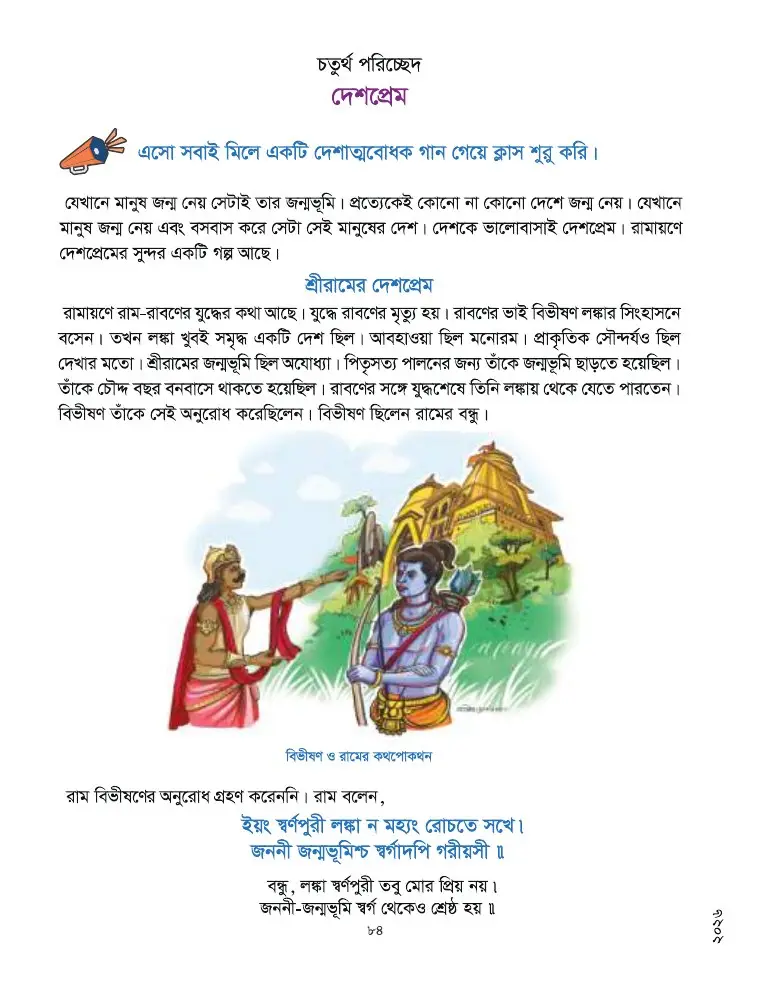 চতুর্থ পরিচ্ছেদ
দেশপ্রেম
এসো সবাই মিলে একটি দেশাত্মবোধক গান গেয়ে ক্লাস শুরু করি।
যেখানে মানুষ জন্ম নেয় সেটাই তার জন্মভূমি। প্রত্যেকেই কোনো না কোনো দেশে জন্ম নেয়। যেখানে
মানুষ জন্ম নেয় এবং বসবাস করে সেটা সেই মানুষের দেশ। দেশকে ভালোবাসাই দেশপ্রেম। রামায়ণে
দেশপ্রেমের সুন্দর একটি গল্প আছে।
শ্রীরামের দেশপ্রেম
রামায়ণে রাম-রাবণের যুদ্ধের কথা আছে। যুদ্ধে রাবণের মৃত্যু হয়। রাবণের ভাই বিভীষণ লঙ্কার সিংহাসনে
বসেন। তখন লঙ্কা খুবই সমৃদ্ধ একটি দেশ ছিল। আবহাওয়া ছিল মনোরম। প্রাকৃতিক সৌন্দর্যও ছিল
দেখার মতো। শ্রীরামের জন্মভূমি ছিল অযোধ্যা। পিতৃসত্য পালনের জন্য তাঁকে জন্মভূমি ছাড়তে হয়েছিল।
তাঁকে চৌদ্দ বছর বনবাসে থাকতে হয়েছিল। রাবণের সঙ্গে যুদ্ধশেষে তিনি লঙ্কায় থেকে যেতে পারতেন।
বিভীষণ তাঁকে সেই অনুরোধ করেছিলেন। বিভীষণ ছিলেন রামের বন্ধু।
বিভীষণ ও রামের কথপোকথন
রাম বিভীষণের অনুরোধ গ্রহণ করেননি। রাম বলেন,
ইয়ং স্বর্ণপুরী লঙ্কা ন মহ্যং রোচতে সখে৷
জননী জন্মভূমিশ্চ স্বর্গাদপি গরীয়সী ॥
বন্ধু, লঙ্কা স্বর্ণপুরী তবু মোর প্রিয় নয়৷
জননী-জন্মভূমি স্বর্গ থেকেও শ্রেষ্ঠ হয় ॥
৮৪
২০২৬